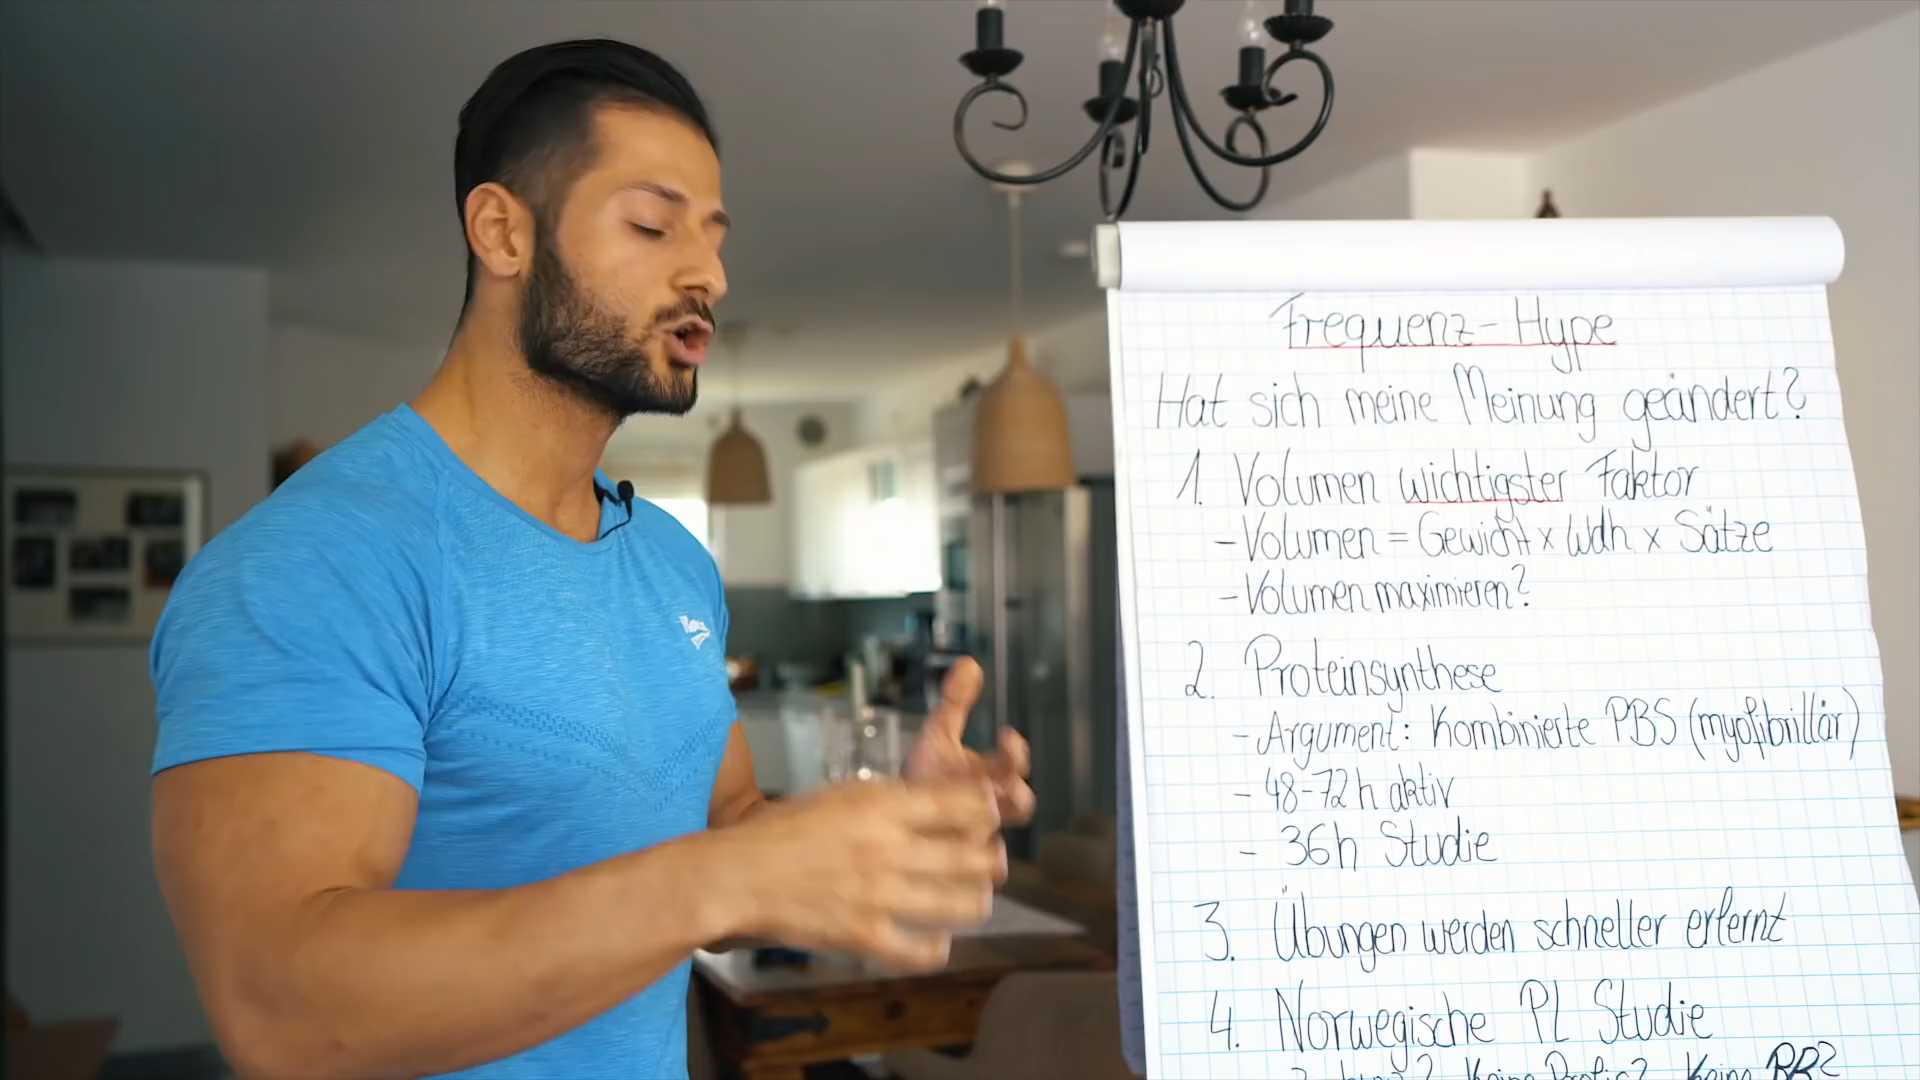 Frequenz-Hype
Hat sich meine Meinung geändert?
1. Volumen wichtigster Faktor
- Volumen = Gewicht x Wdh x Sätze
- Volumen maximieren?
2. Proteinsynthese
- Argument: Kombinierte PBS (myofibrillär)
- 48-72h aktiv
- 36h Studie
3. Übungen werden schneller erlernt
4. Norwegische PL Studie